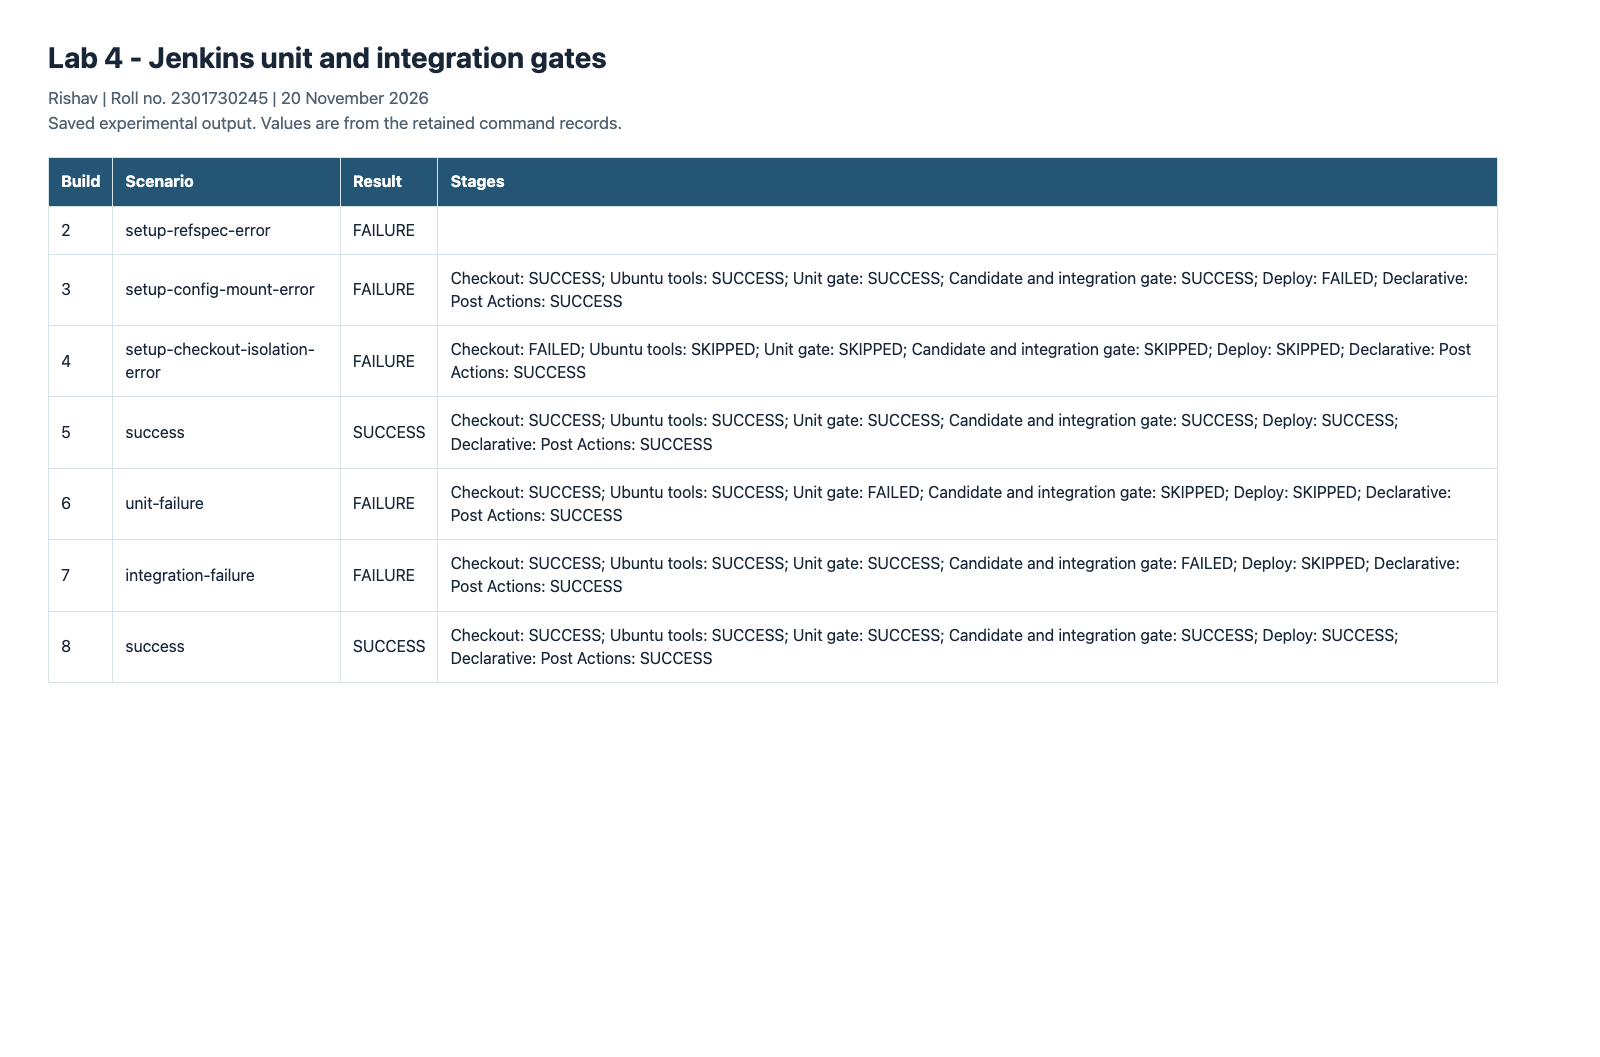 Lab 4 - Jenkins unit and integration gates
Rishav | Roll no. 2301730245 | 20 November 2026
Saved experimental output. Values are from the retained command records.
Build Scenario Result Stages
2 setup-refspec-error FAILURE
3 setup-config-mount-error FAILURE Checkout: SUCCESS; Ubuntu tools: SUCCESS; Unit gate: SUCCESS; Candidate and integration gate: SUCCESS; Deploy: FAILED; Declarative:
Post Actions: SUCCESS
4 setup-checkout-isolation-
error FAILURE Checkout: FAILED; Ubuntu tools: SKIPPED; Unit gate: SKIPPED; Candidate and integration gate: SKIPPED; Deploy: SKIPPED; Declarative: Post
Actions: SUCCESS
5 success SUCCESS Checkout: SUCCESS; Ubuntu tools: SUCCESS; Unit gate: SUCCESS; Candidate and integration gate: SUCCESS; Deploy: SUCCESS;
Declarative: Post Actions: SUCCESS
6 unit-failure FAILURE Checkout: SUCCESS; Ubuntu tools: SUCCESS; Unit gate: FAILED; Candidate and integration gate: SKIPPED; Deploy: SKIPPED; Declarative:
Post Actions: SUCCESS
7 integration-failure FAILURE Checkout: SUCCESS; Ubuntu tools: SUCCESS; Unit gate: SUCCESS; Candidate and integration gate: FAILED; Deploy: SKIPPED; Declarative:
Post Actions: SUCCESS
8 success SUCCESS Checkout: SUCCESS; Ubuntu tools: SUCCESS; Unit gate: SUCCESS; Candidate and integration gate: SUCCESS; Deploy: SUCCESS;
Declarative: Post Actions: SUCCESS